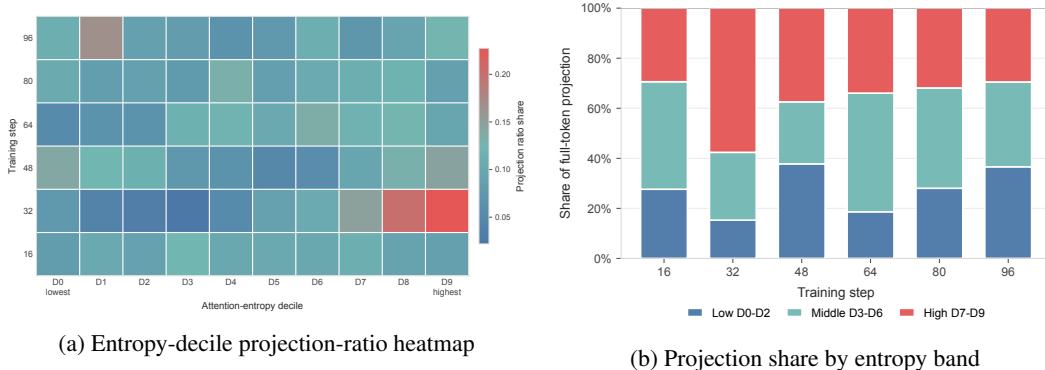 96
80
64
48
32
16
Training step
D0 D1 D2 D3 D4 D5 D6 D7 D8 D9
lowest highest
Attention-entropy decile
0.20
0.15
0.10
0.05
Projection ratio share
(a) Entropy-decile projection-ratio heatmap
100%
80%
60%
40%
20%
0%
Share of full-token projection
16 32 48 64 80 96
Training step
Low D0-D2 Middle D3-D6 High D7-D9
(b) Projection share by entropy band